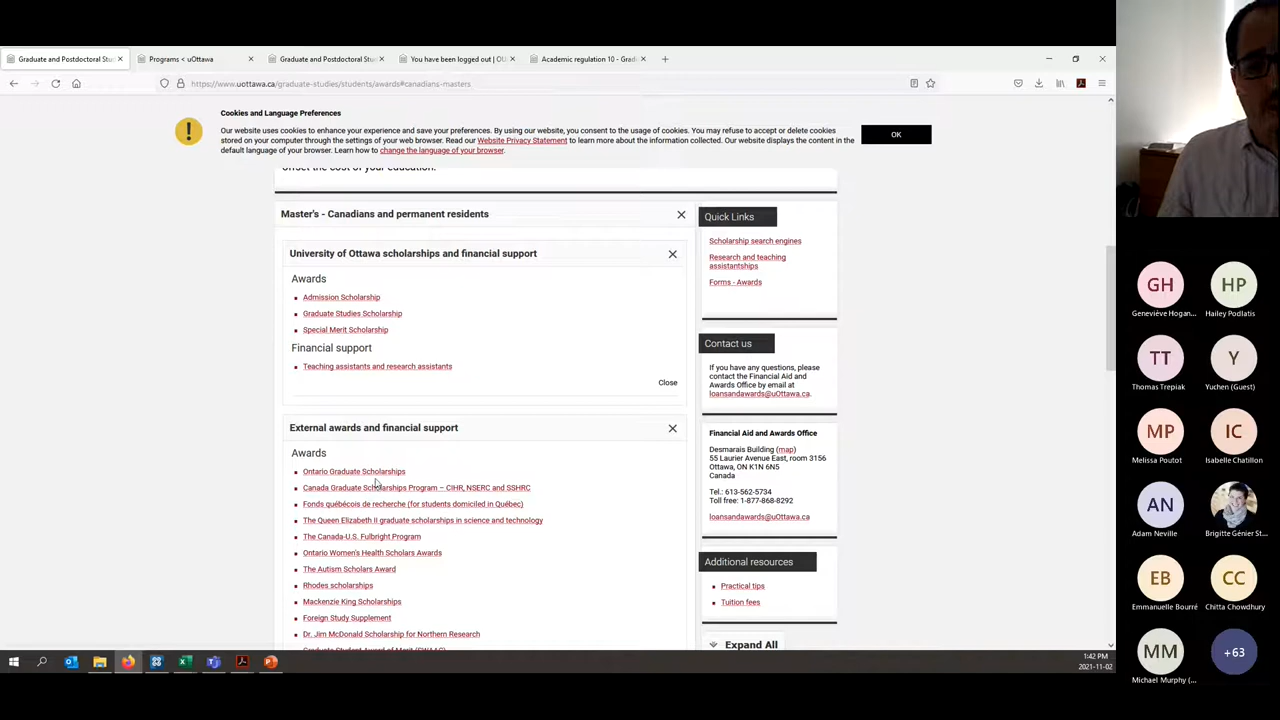 Graduate and Postdoctoral Stu
Programs < uOttawa
Graduate and Postdoctoral Stu
You have been logged out | OU
Academic regulation 10 - Grad
https://www.uottawa.ca/graduate-studies/students/awards#canadians-masters
Cookies and Language Preferences
Our website uses cookies to enhance your experience and save your preferences. By using our website, you consent to the usage of cookies. You may refuse to accept or delete cookies
stored on your computer through the settings of your web browser. Read our Website Privacy Statement to learn more about the information collected. Our website displays the content in the
default language of your browser. Learn how to change the language of your browser.
OK
offset the cost of your education.
Master's - Canadians and permanent residents
University of Ottawa scholarships and financial support
Awards
Admission Scholarship
Graduate Studies Scholarship
Special Merit Scholarship
Financial support
Teaching assistants and research assistants
Close
External awards and financial support
Awards
Ontario Graduate Scholarships
Canada Graduate Scholarships Program – CIHR, NSERC and SSHRC
Fonds québécois de recherche (for students domiciled in Québec)
The Queen Elizabeth II graduate scholarships in science and technology
The Canada-U.S. Fulbright Program
Ontario Women's Health Scholars Awards
The Autism Scholars Award
Rhodes scholarships
Mackenzie King Scholarships
Foreign Study Supplement
Dr. Jim McDonald Scholarship for Northern Research
Quick Links
Scholarship search engines
Research and teaching
assistantships
Forms - Awards
Contact us
If you have any questions, please
contact the Financial Aid and
Awards Office by email at
loansandawards@uOttawa.ca.
Financial Aid and Awards Office
Desmarais Building (map)
55 Laurier Avenue East, room 3156
Ottawa, ON K1N 6N5
Canada
Tel.: 613-562-5734
Toll free: 1-877-868-8292
loansandawards@uOttawa.ca
Additional resources
Practical tips
Tuition fees
Expand All
1:42 PM
2021-11-02
GH
Geneviève Hogan...
HP
Hailey Podlatis
TT
Thomas Trepiak
Y
Yuchen (Guest)
MP
Melissa Poutot
IC
Isabelle Chatillon
AN
Adam Neville
Brigitte Génier St...
EB
Emmanuelle Bourré
CC
Chitta Chowdhury
MM
Michael Murphy (...
+63